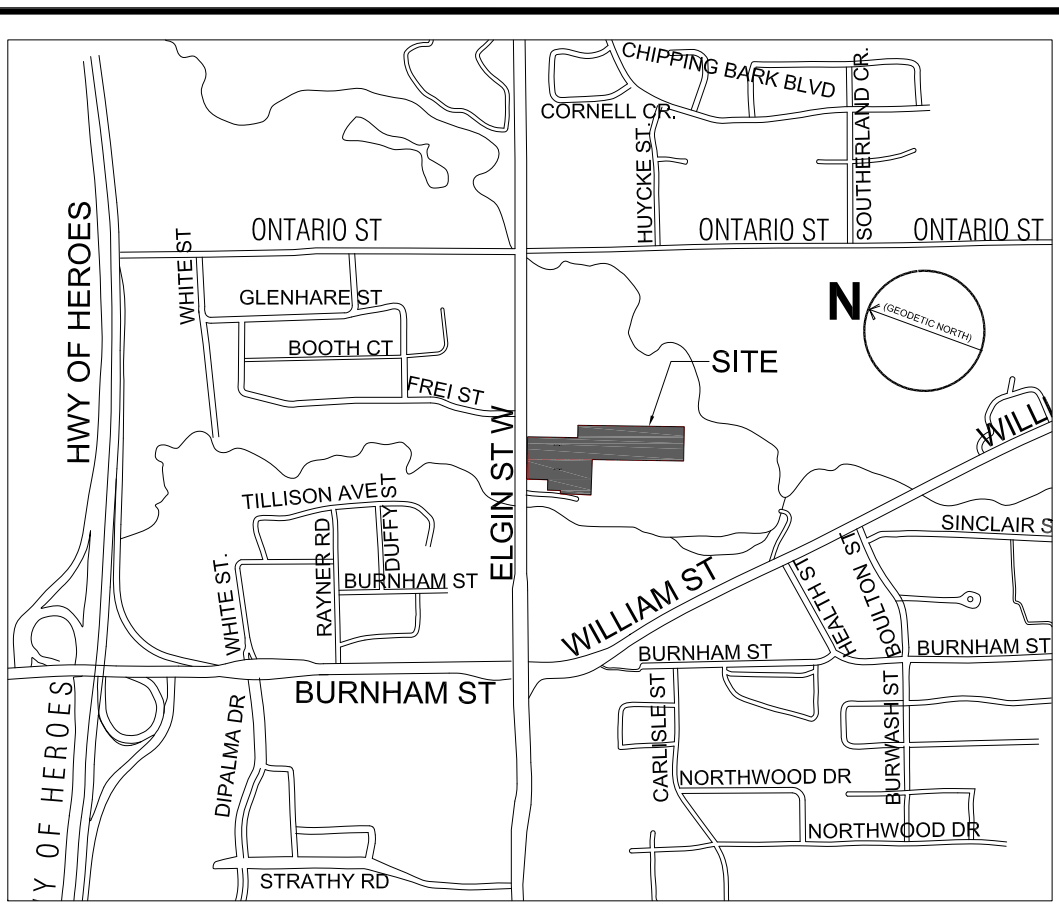 CHIPPING BARK BLVD
CORNELL CR.
HUYCKE ST.
SOUTHERLAND CR.
HWY OF HEROES
WHITE ST
ONTARIO ST
ONTARIO ST
ONTARIO ST
GLENHARE ST
BOOTH CT
FREI ST
N
(GEODETIC NORTH)
SITE
ELGIN ST W
TILLISON AVE
DUFFY ST
RAYNER RD
BURNHAM ST
WHITE ST.
WILLIAM ST
WILLI
SINCLAIR S
HEALTH ST
BOULTON ST
BURNHAM ST
BURNHAM ST
BURNHAM ST
Y OF HEROES
DIPALMA DR
CARLISLE ST
BURWASH ST
NORTHWOOD DR
NORTHWOOD DR
STRATHY RD